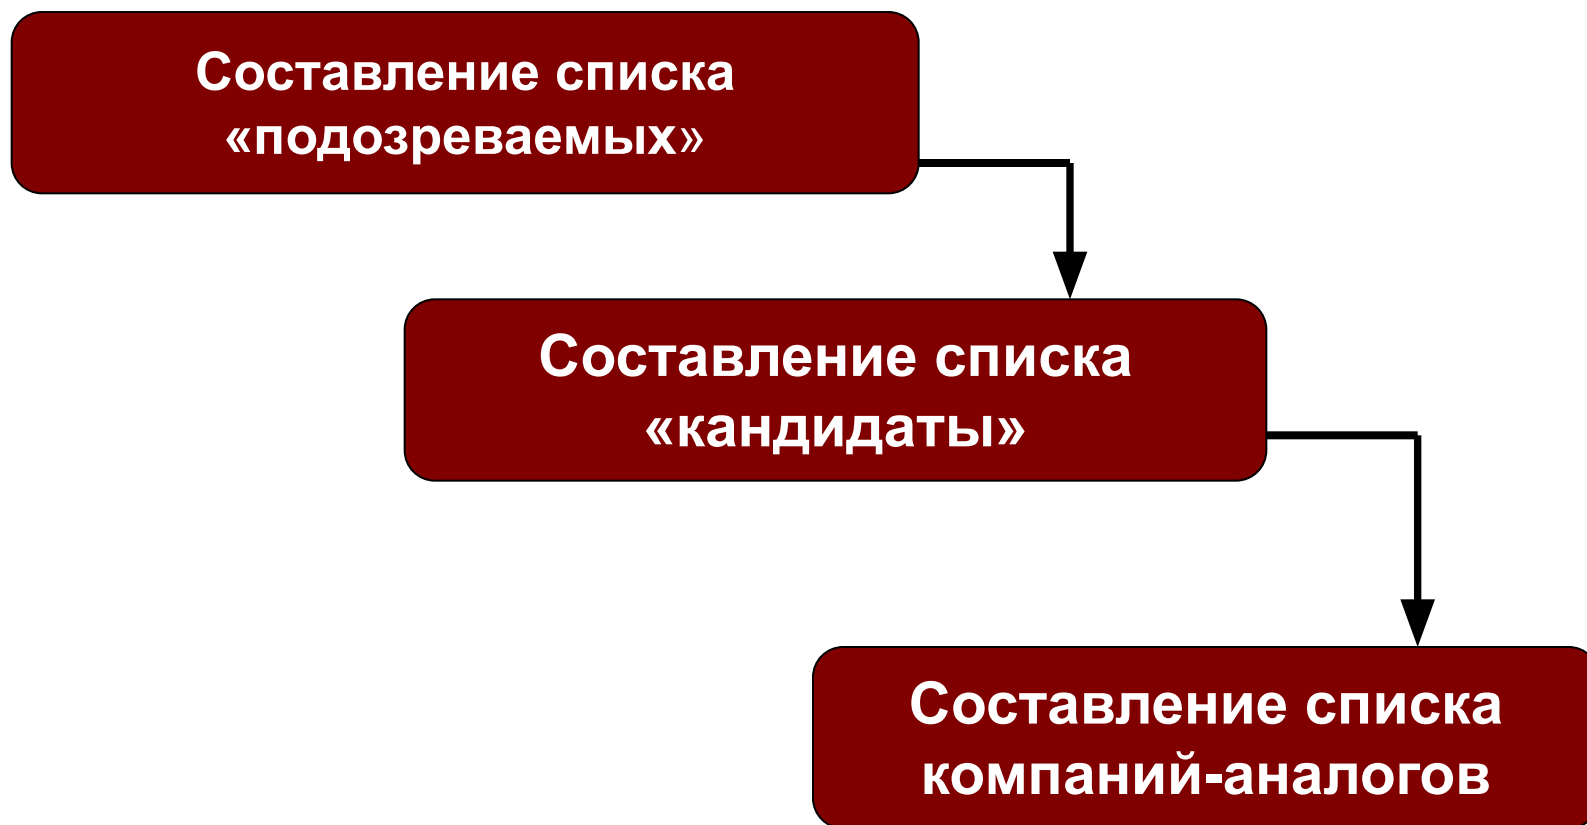 Составление списка
«подозреваемых»
Составление списка
«кандидаты»
Составление списка
компаний-аналогов